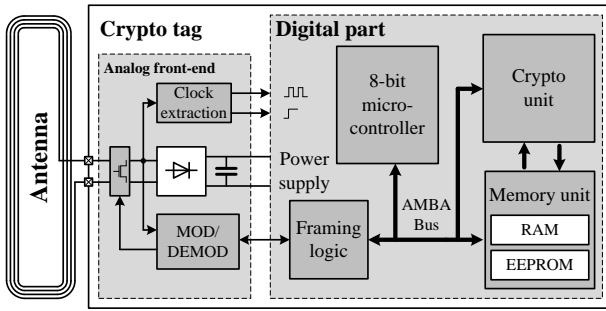 Crypto tag
Digital part
Analog front-end
Antenna
Clock
extraction
8-bit
micro-
controller
Crypto
unit
Power
supply
MOD/
DEMOD
Framing
logic
AMBA
Bus
Memory unit
RAM
EEPROM